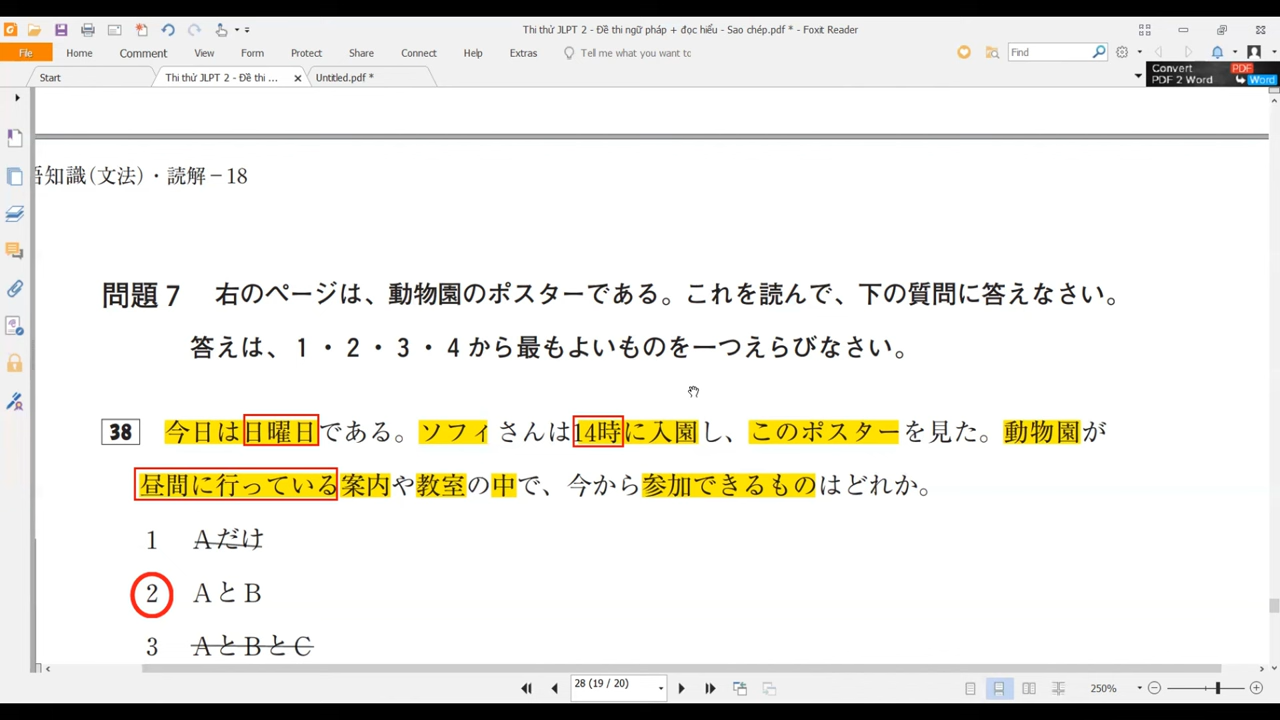 Thi thử JLPT 2 - Đề thi ngữ pháp + đọc hiểu - Sao chép.pdf * - Foxit Reader
File Home Comment View Form Protect Share Connect Help Extras Tell me what you want to Find
Convert PDF
PDF 2 Word Word
Start Thi thử JLPT 2 - Đề thi ... Untitled.pdf *
語知識(文法)・読解－18
問題７ 右のページは、動物園のポスターである。これを読んで、下の質問に答えなさい。
答えは、１・２・３・４から最もよいものを一つえらびなさい。
38 今日は日曜日である。ソフィさんは14時に入園し、このポスターを見た。動物園が
昼間に行っている案内や教室の中で、今から参加できるものはどれか。
1 Ａだけ
2 ＡとＢ
3 ＡとＢとＣ
28 (19 / 20) 250%